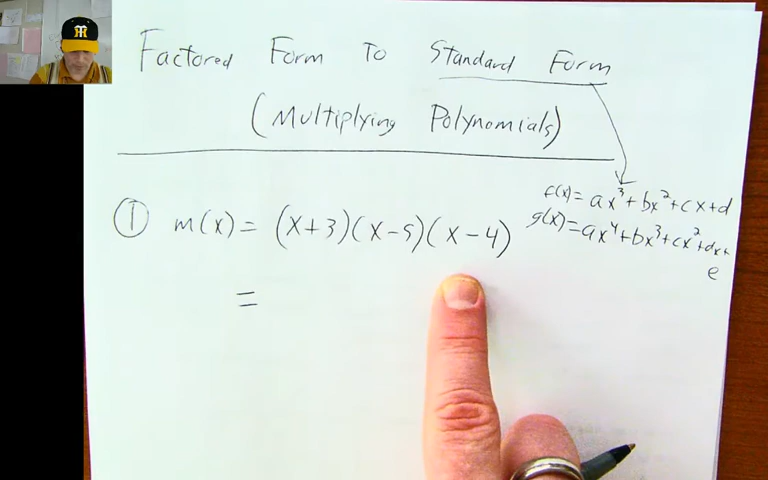 Factored Form To Standard Form
(Multiplying Polynomials)
f(x)= ax³+bx²+cx+d
① m(x)= (x+3)(x-5)(x-4)
g(x)=ax⁴+bx³+cx²+dx+
e
=